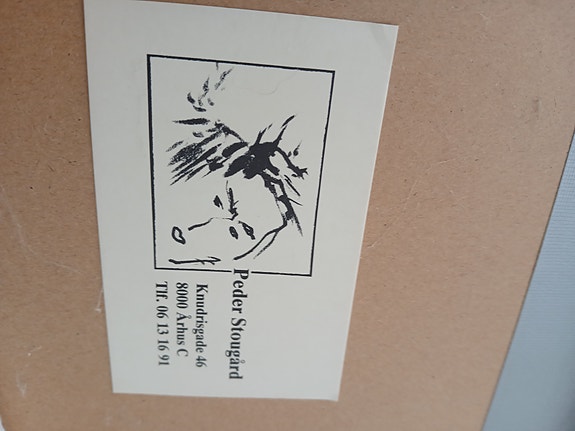 Peder Stougård
Knudrisgade 46
8000 Århus C
Tlf. 06 13 16 91